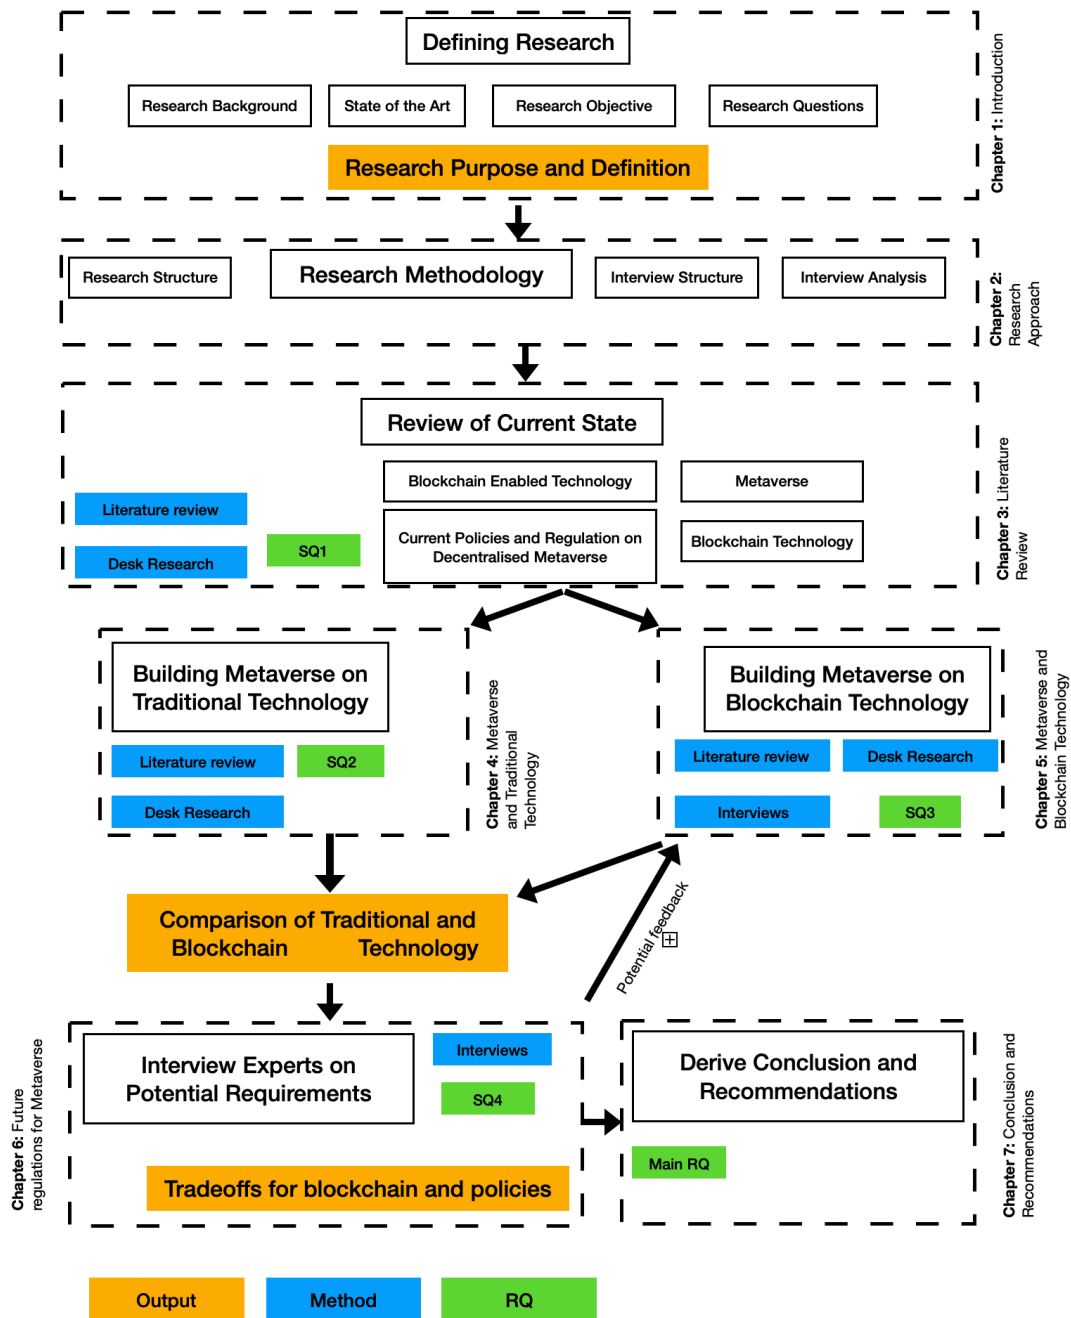 Defining Research
Research Background
State of the Art
Research Objective
Research Questions
Research Purpose and Definition
Chapter 1: Introduction
Research Structure
Research Methodology
Interview Structure
Interview Analysis
Chapter 2:
Research
Approach
Review of Current State
Blockchain Enabled Technology
Metaverse
Literature review
Desk Research
SQ1
Current Policies and Regulation on
Decentralised Metaverse
Blockchain Technology
Chapter 3: Literature
Review
Building Metaverse on
Traditional Technology
Literature review
SQ2
Desk Research
Chapter 4: Metaverse
and Traditional
Technology
Building Metaverse on
Blockchain Technology
Literature review
Desk Research
Interviews
SQ3
Chapter 5: Metaverse and
Blockchain Technology
Comparison of Traditional and
Blockchain Technology
Potential feedback
Interview Experts on
Potential Requirements
Interviews
SQ4
Tradeoffs for blockchain and policies
Chapter 6: Future
regulations for Metaverse
Derive Conclusion and
Recommendations
Main RQ
Chapter 7: Conclusion and
Recommendations
Output
Method
RQ